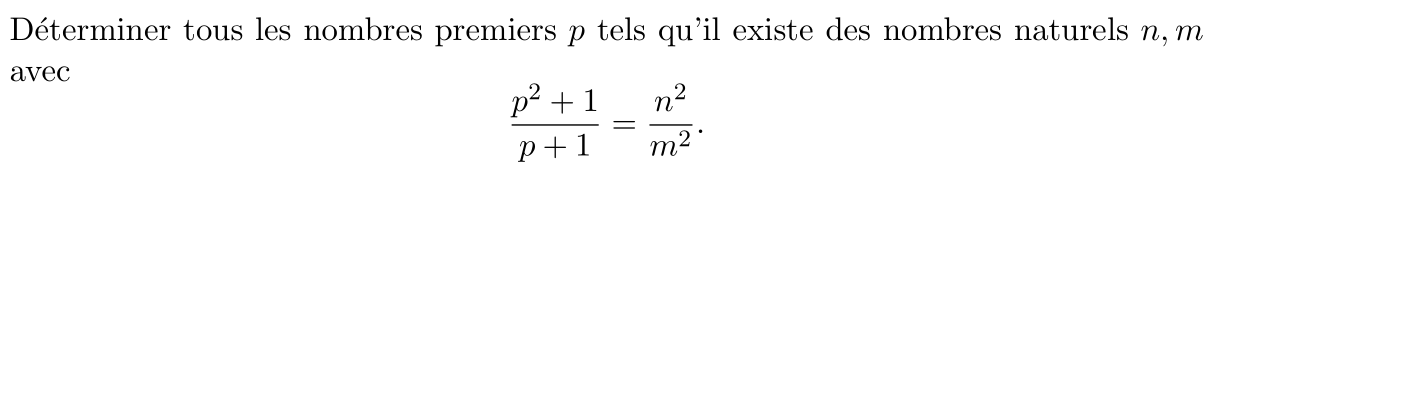 Déterminer tous les nombres premiers p tels qu'il existe des nombres naturels n, m
avec
\frac{p^2+1}{p+1} = \frac{n^2}{m^2}.